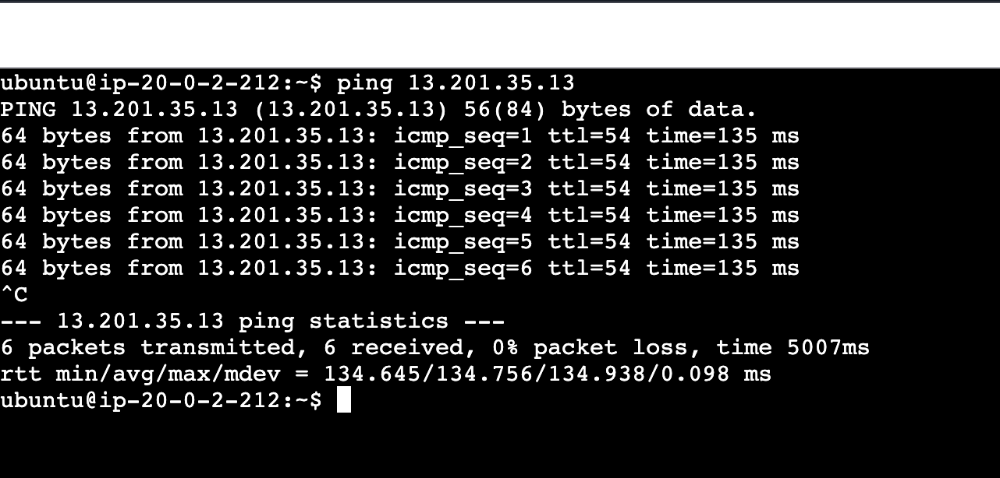 ubuntu@ip-20-0-2-212:~$ ping 13.201.35.13
PING 13.201.35.13 (13.201.35.13) 56(84) bytes of data.
64 bytes from 13.201.35.13: icmp_seq=1 ttl=54 time=135 ms
64 bytes from 13.201.35.13: icmp_seq=2 ttl=54 time=135 ms
64 bytes from 13.201.35.13: icmp_seq=3 ttl=54 time=135 ms
64 bytes from 13.201.35.13: icmp_seq=4 ttl=54 time=135 ms
64 bytes from 13.201.35.13: icmp_seq=5 ttl=54 time=135 ms
64 bytes from 13.201.35.13: icmp_seq=6 ttl=54 time=135 ms
^C
--- 13.201.35.13 ping statistics ---
6 packets transmitted, 6 received, 0% packet loss, time 5007ms
rtt min/avg/max/mdev = 134.645/134.756/134.938/0.098 ms
ubuntu@ip-20-0-2-212:~$